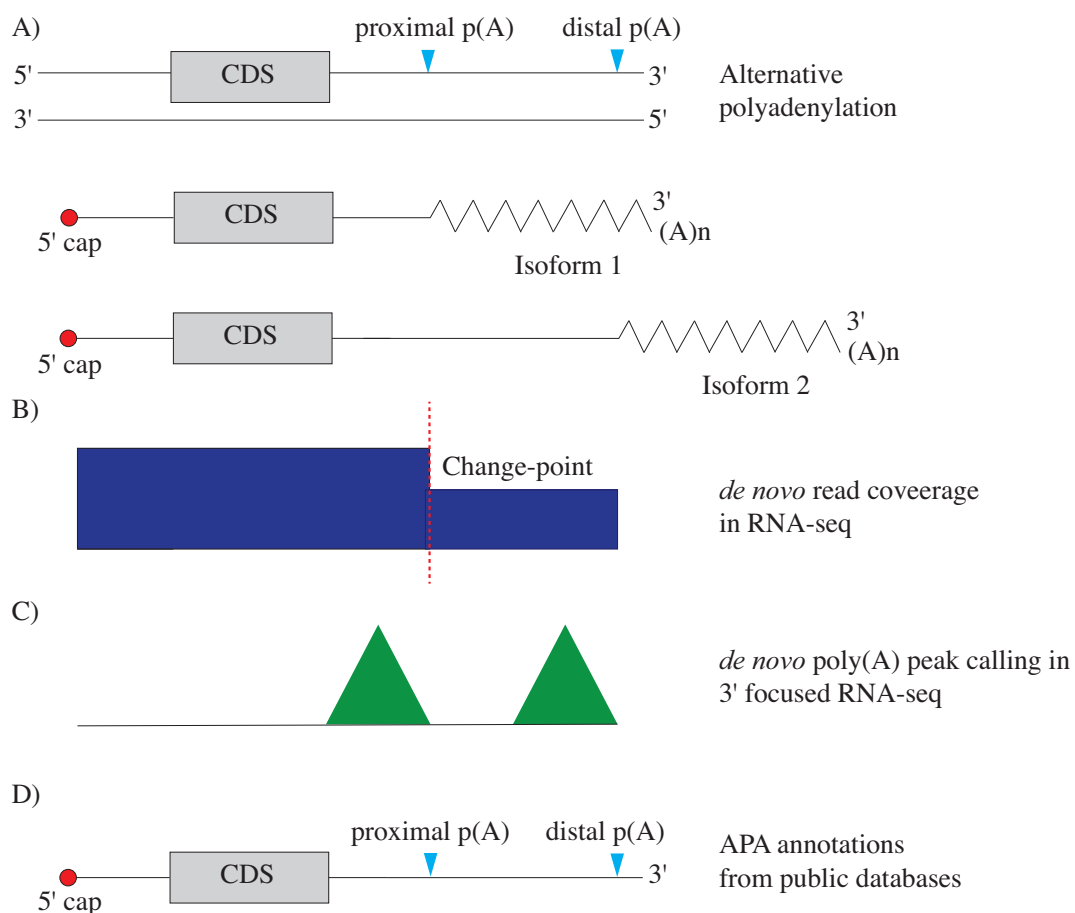 A)
proximal p(A)
distal p(A)
5'
CDS
3'
Alternative
polyadenylation
3'
5'
CDS
3'
(A)n
5' cap
Isoform 1
CDS
3'
(A)n
5' cap
Isoform 2
B)
Change-point
de novo read coveerage
in RNA-seq
C)
de novo poly(A) peak calling in
3' focused RNA-seq
D)
proximal p(A)
distal p(A)
CDS
3'
5' cap
APA annotations
from public databases